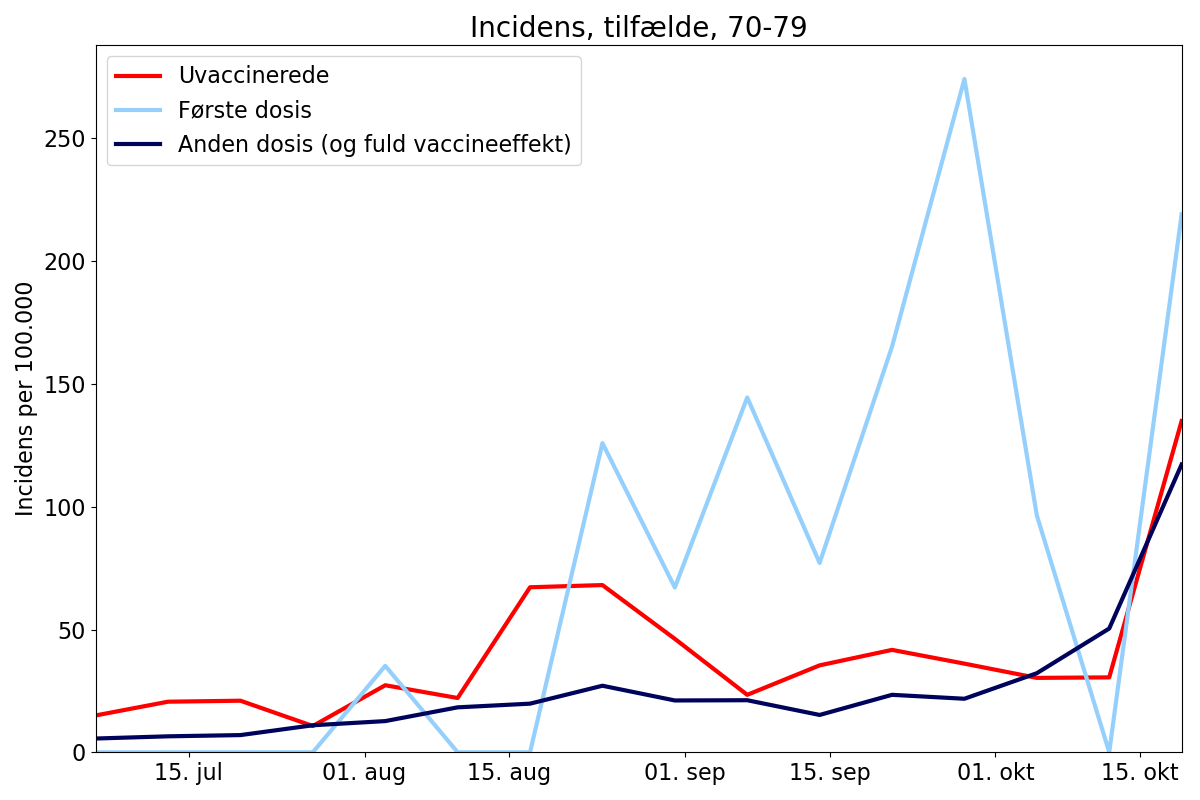 Incidens, tilfælde, 70-79
Uvaccinerede
Første dosis
Anden dosis (og fuld vaccineeffekt)
Incidens per 100.000
250
200
150
100
50
0
15. jul
01. aug
15. aug
01. sep
15. sep
01. okt
15. okt